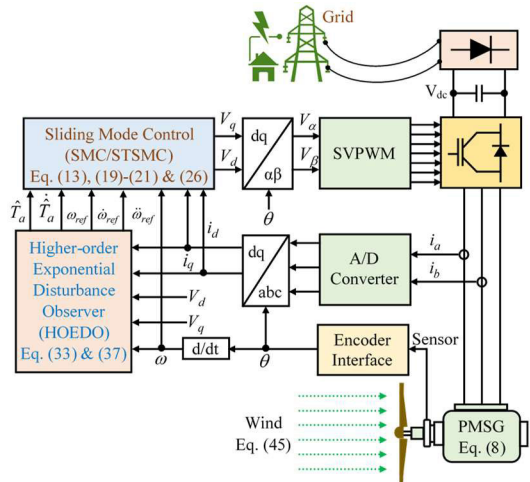 Grid
V_dc
Sliding Mode Control
(SMC/STSMC)
Eq. (13), (19)-(21) & (26)
V_q
V_d
dq
αβ
V_α
V_β
SVPWM
θ
T̂_a
\dot{T̂}_a
ω_ref
ω̇_ref
ω̈_ref
Higher-order
Exponential
Disturbance
Observer
(HOEDO)
Eq. (33) & (37)
i_d
i_q
V_d
V_q
ω
d/dt
θ
dq
abc
A/D
Converter
i_a
i_b
Encoder
Interface
Sensor
Wind
Eq. (45)
PMSG
Eq. (8)